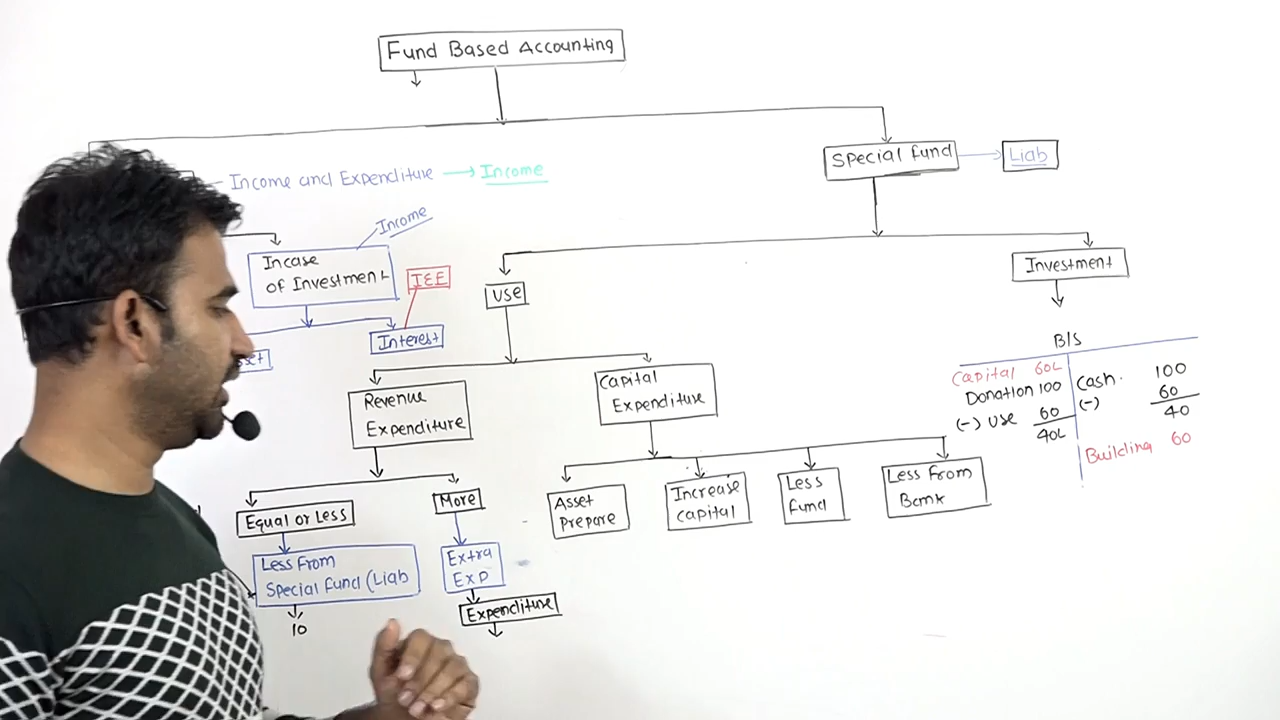 Fund Based Accounting
Special Fund
Liab
Income and Expenditure → Income
Income
Incase
of Investment
I&E
Interest
Use
Investment
Revenue
Expenditure
Capital
Expenditure
B/S
Capital 60L
Donation 100
(-) Use 60
40L
Cash. 100
(-) 60
40
Building 60
Equal or Less
More
Asset
Prepare
Increase
Capital
Less
Fund
Less From
Bank
Less From
Special Fund (Liab
10
Extra
Exp
Expenditure